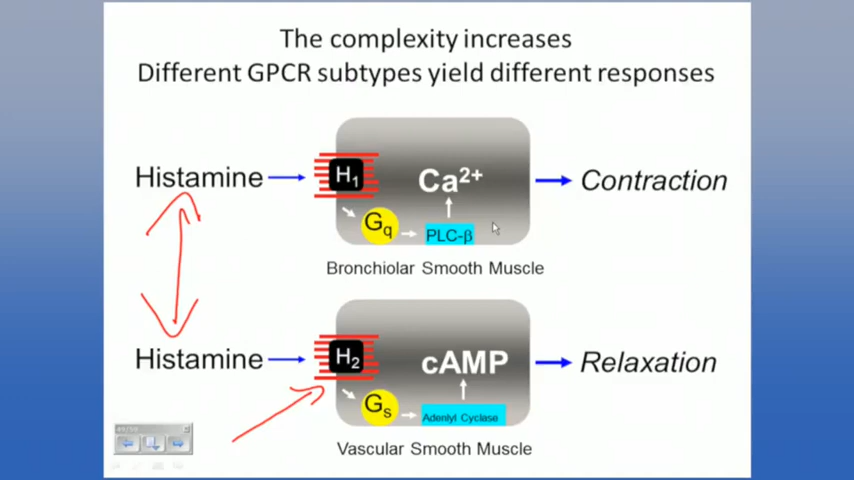 The complexity increases
Different GPCR subtypes yield different responses
Histamine
H1
Ca2+
Contraction
Gq
PLC-β
Bronchiolar Smooth Muscle
Histamine
H2
cAMP
Relaxation
Gs
Adenlyl Cyclase
Vascular Smooth Muscle